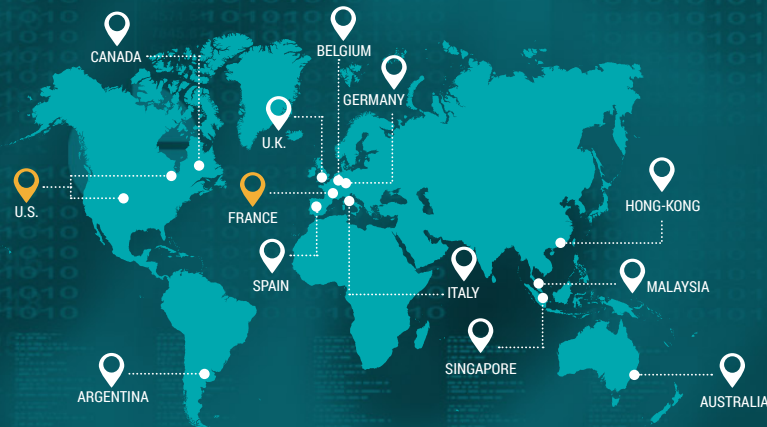 CANADA
BELGIUM
GERMANY
U.K.
U.S.
FRANCE
HONG-KONG
SPAIN
ITALY
MALAYSIA
SINGAPORE
ARGENTINA
AUSTRALIA